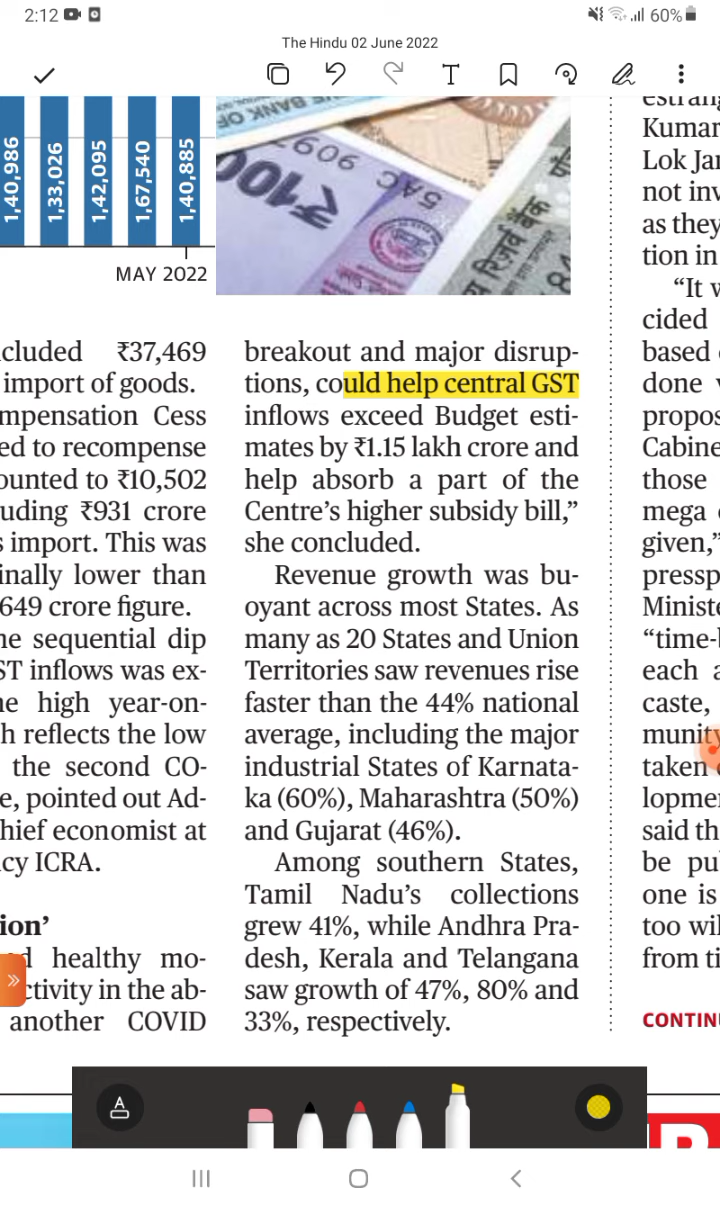 2:12
60%
The Hindu 02 June 2022
T
1,40,986
1,33,026
1,42,095
1,67,540
1,40,885
MAY 2022
₹100
5AC
906
रिज़र्व बैंक
cluded ₹37,469
import of goods.
mpensation Cess
ed to recompense
ounted to ₹10,502
uding ₹931 crore
s import. This was
inally lower than
649 crore figure.
he sequential dip
ST inflows was ex-
he high year-on-
h reflects the low
the second CO-
e, pointed out Ad-
hief economist at
cy ICRA.
ion’
d healthy mo-
ctivity in the ab-
another COVID
breakout and major disrup-
tions, could help central GST
inflows exceed Budget esti-
mates by ₹1.15 lakh crore and
help absorb a part of the
Centre’s higher subsidy bill,”
she concluded.
Revenue growth was bu-
oyant across most States. As
many as 20 States and Union
Territories saw revenues rise
faster than the 44% national
average, including the major
industrial States of Karnata-
ka (60%), Maharashtra (50%)
and Gujarat (46%).
Among southern States,
Tamil Nadu’s collections
grew 41%, while Andhra Pra-
desh, Kerala and Telangana
saw growth of 47%, 80% and
33%, respectively.
estrang
Kumar
Lok Jan
not inv
as they
tion in
“It w
cided
based
done v
propos
Cabine
those
mega
given,”
pressp
Ministe
“time-b
each a
caste,
munity
taken
lopmen
said th
be pu
one is
too wil
from ti
CONTINU
A